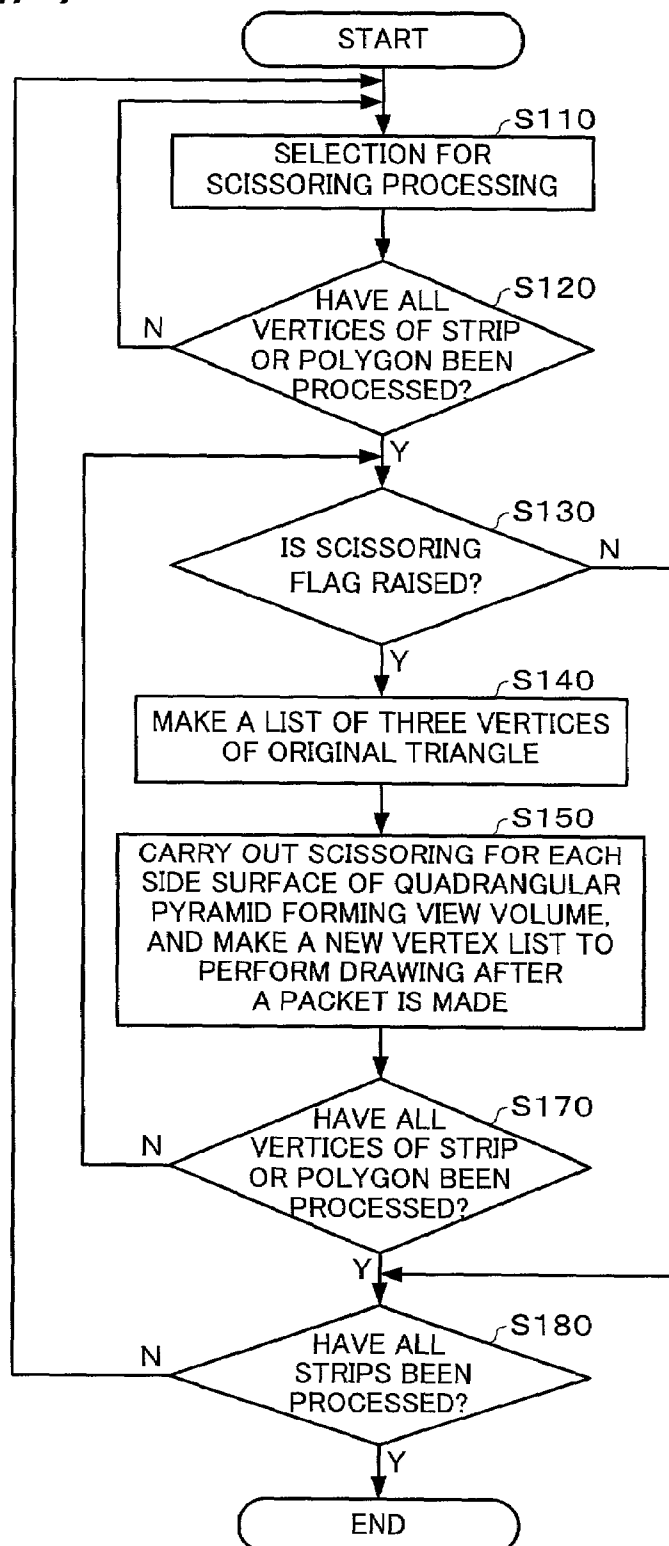 START
S110
SELECTION FOR
SCISSORING PROCESSING
S120
HAVE ALL
VERTICES OF STRIP
OR POLYGON BEEN
PROCESSED?
N
Y
S130
IS SCISSORING
FLAG RAISED?
N
Y
S140
MAKE A LIST OF THREE VERTICES
OF ORIGINAL TRIANGLE
S150
CARRY OUT SCISSORING FOR EACH
SIDE SURFACE OF QUADRANGULAR
PYRAMID FORMING VIEW VOLUME,
AND MAKE A NEW VERTEX LIST TO
PERFORM DRAWING AFTER
A PACKET IS MADE
S170
HAVE ALL
VERTICES OF STRIP
OR POLYGON BEEN
PROCESSED?
N
Y
S180
HAVE ALL
STRIPS BEEN
PROCESSED?
N
Y
END